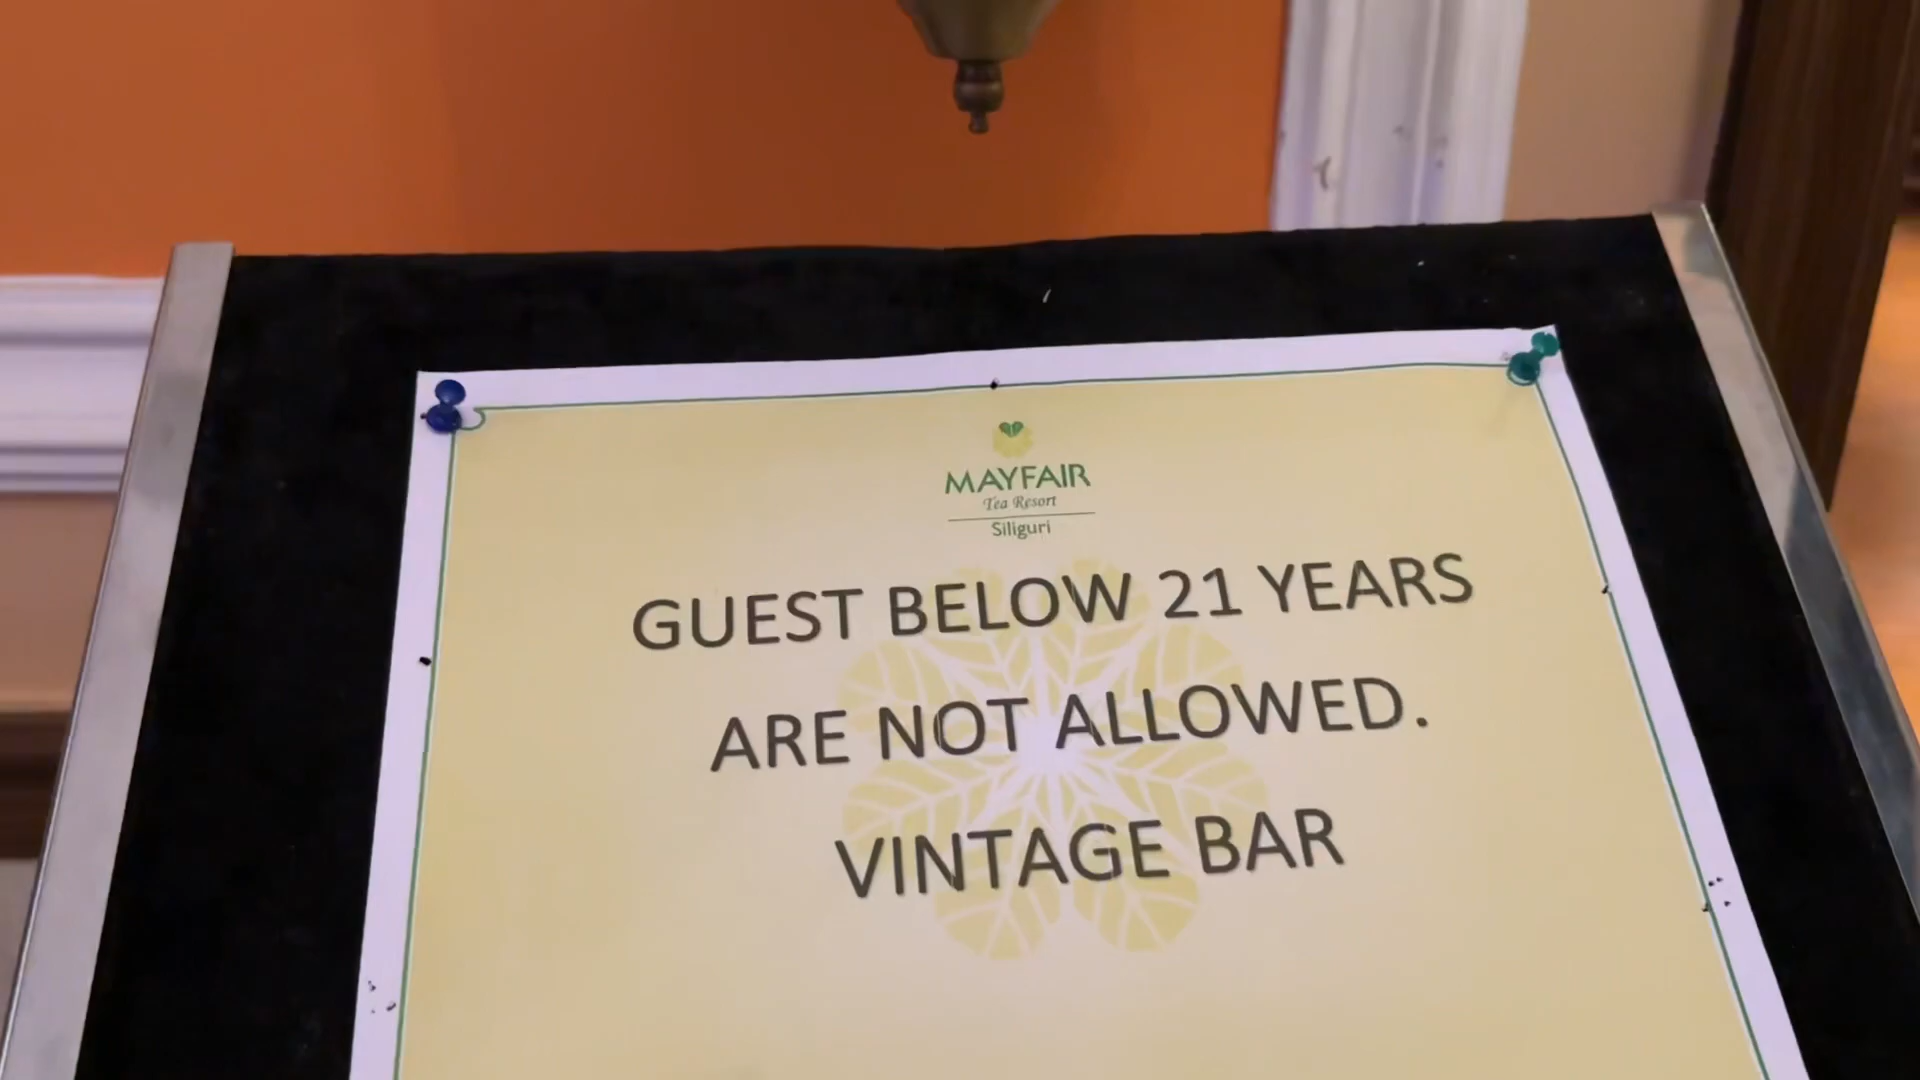 MAYFAIR
Tea Resort
Siliguri
GUEST BELOW 21 YEARS
ARE NOT ALLOWED.
VINTAGE BAR